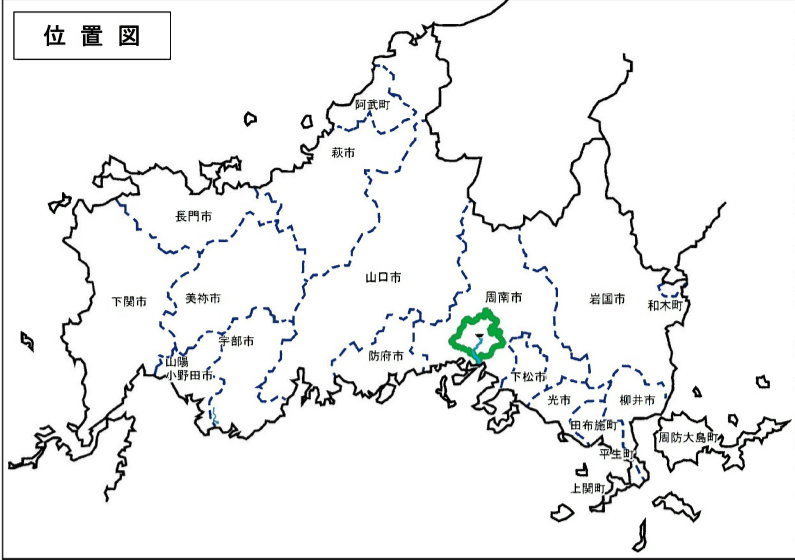 位置図
阿武町
萩市
長門市
山口市
下関市
美祢市
周南市
岩国市
和木町
宇部市
防府市
山陽
小野田市
下松市
光市
柳井市
田布施町
周防大島町
平生町
上関町